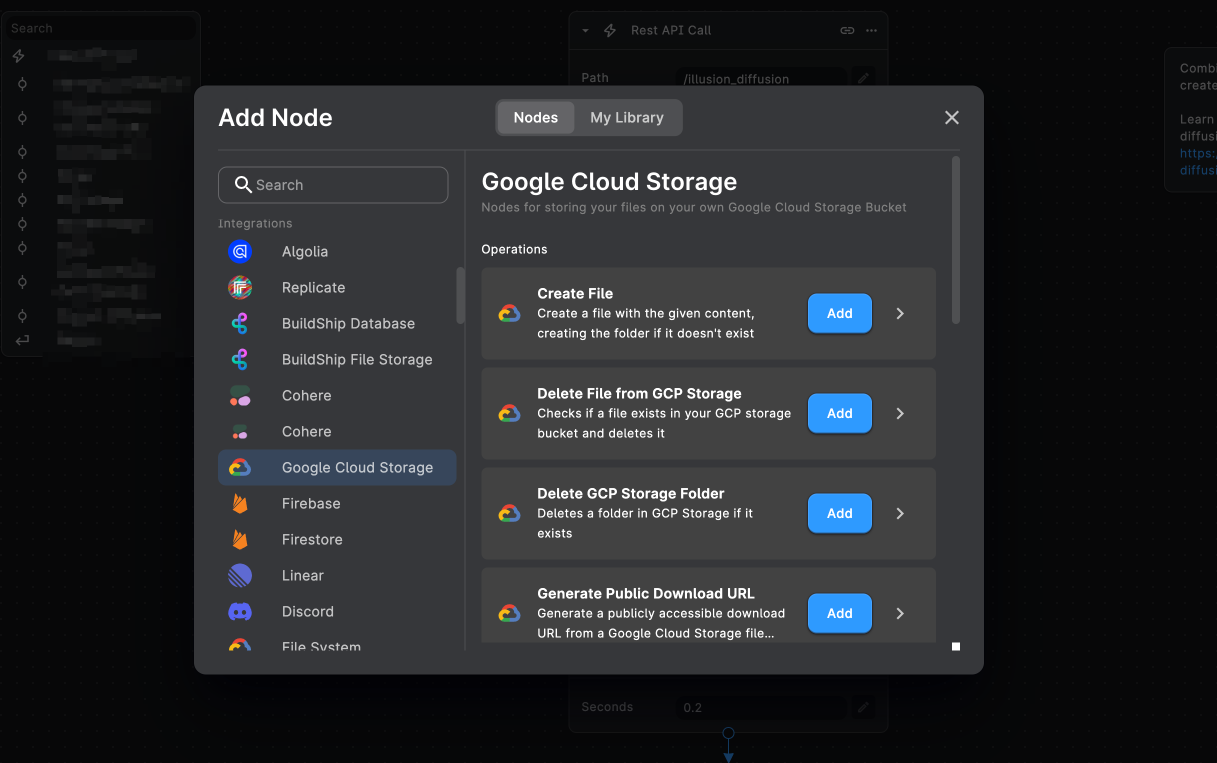 Search
Rest API Call
Path
/illusion_diffusion
Add Node
Nodes
My Library
Search
Integrations
Algolia
Replicate
BuildShip Database
BuildShip File Storage
Cohere
Cohere
Google Cloud Storage
Firebase
Firestore
Linear
Discord
File System
Google Cloud Storage
Nodes for storing your files on your own Google Cloud Storage Bucket
Operations
Create File
Create a file with the given content,
creating the folder if it doesn't exist
Add
Delete File from GCP Storage
Checks if a file exists in your GCP storage
bucket and deletes it
Add
Delete GCP Storage Folder
Deletes a folder in GCP Storage if it
exists
Add
Generate Public Download URL
Generate a publicly accessible download
URL from a Google Cloud Storage file...
Add
Combi
create
Learn
diffusi
https:
diffus
Seconds
0.2